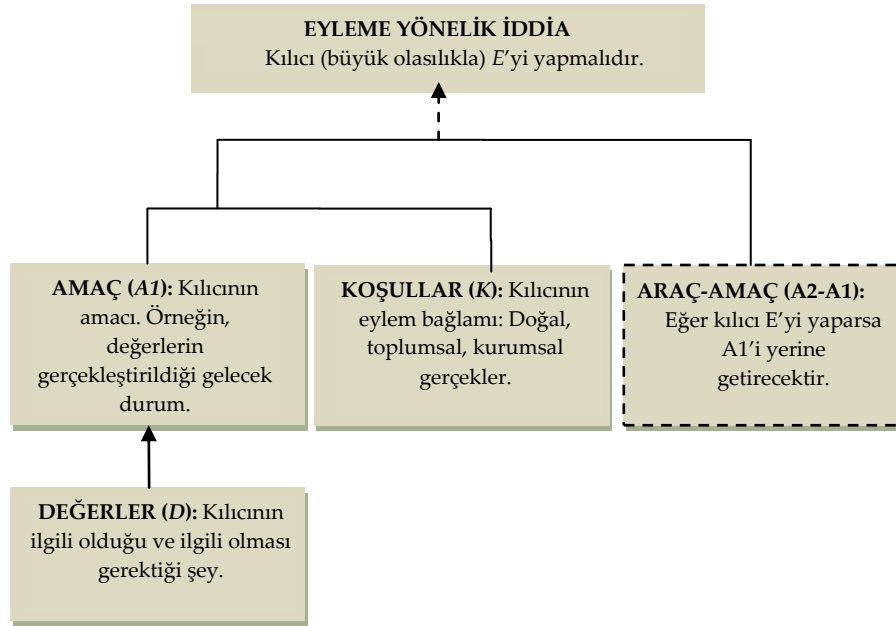 EYLEME YÖNELİK İDDİA
Kılıcı (büyük olasılıkla) E'yi yapmalıdır.
AMAÇ (A1): Kılıcının
amacı. Örneğin,
değerlerin
gerçekleştirildiği gelecek
durum.
KOŞULLAR (K): Kılıcının
eylem bağlamı: Doğal,
toplumsal, kurumsal
gerçekler.
ARAÇ-AMAÇ (A2-A1):
Eğer kılıcı E'yi yaparsa
A1'i yerine
getirecektir.
DEĞERLER (D): Kılıcının
ilgili olduğu ve ilgili olması
gerektiği şey.